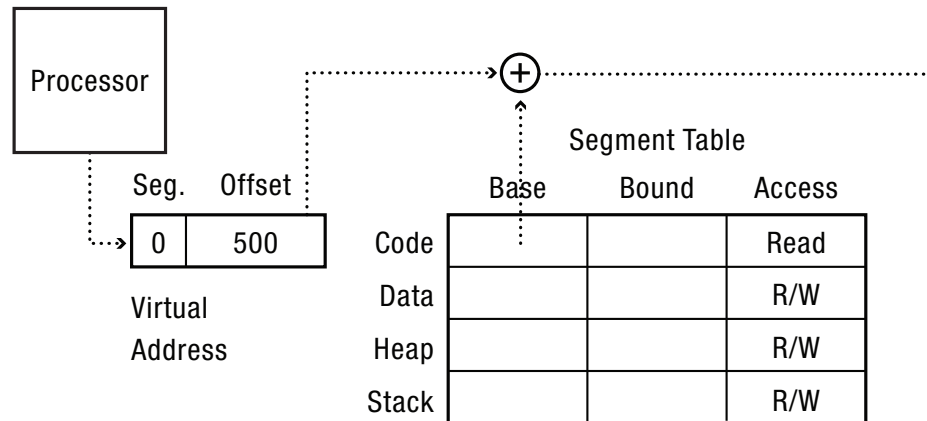 Processor
Segment Table
Seg. Offset
Base Bound Access
0 500
Code Read
Data R/W
Virtual
Address
Heap R/W
Stack R/W